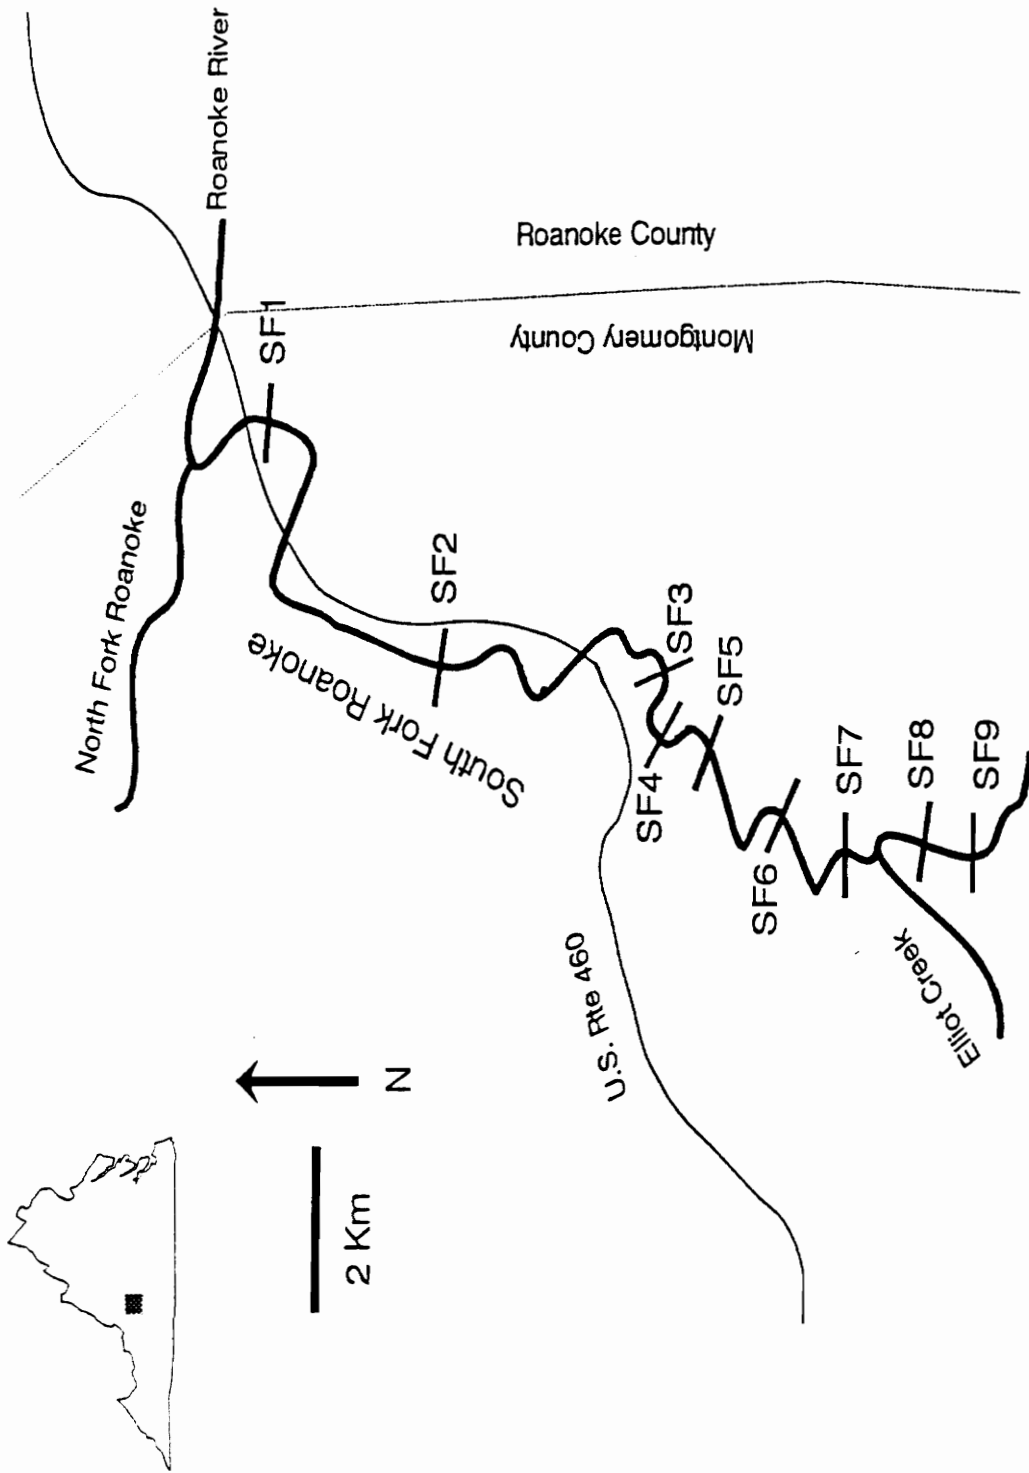 Roanoke River
North Fork Roanoke
Roanoke County
Montgomery County
SF1
South Fork Roanoke
SF2
SF3
SF4
SF5
SF6
SF7
SF8
SF9
Elliot Creek
U.S. Rte 460
N
2 Km